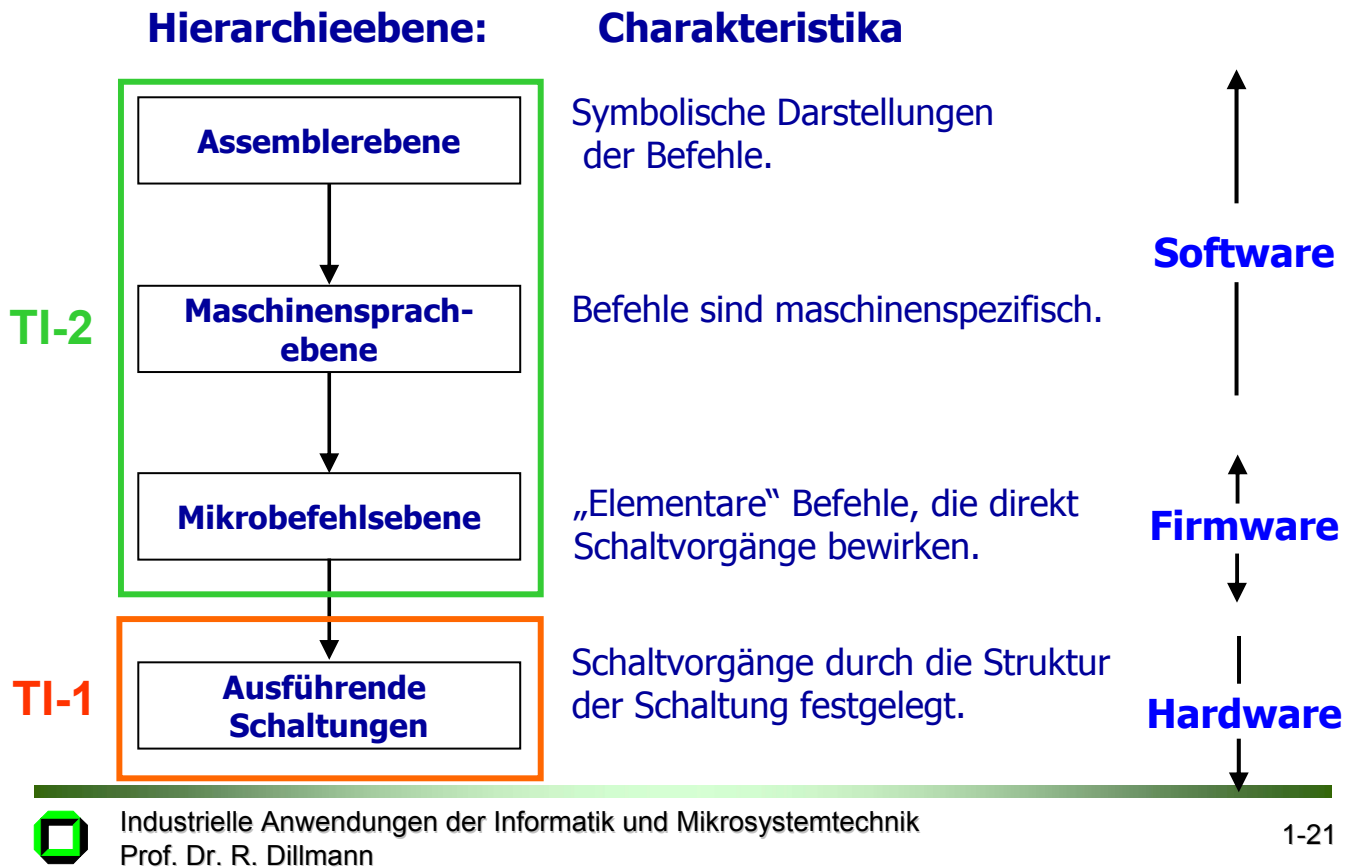 Hierarchieebene: Charakteristika
Assemblerebene
Symbolische Darstellungen
der Befehle.
Software
TI-2
Maschinensprach-
ebene
Befehle sind maschinenspezifisch.
Mikrobefehlsebene
„Elementare“ Befehle, die direkt
Schaltvorgänge bewirken.
Firmware
TI-1
Ausführende
Schaltungen
Schaltvorgänge durch die Struktur
der Schaltung festgelegt.
Hardware
Industrielle Anwendungen der Informatik und Mikrosystemtechnik
Prof. Dr. R. Dillmann
1-21